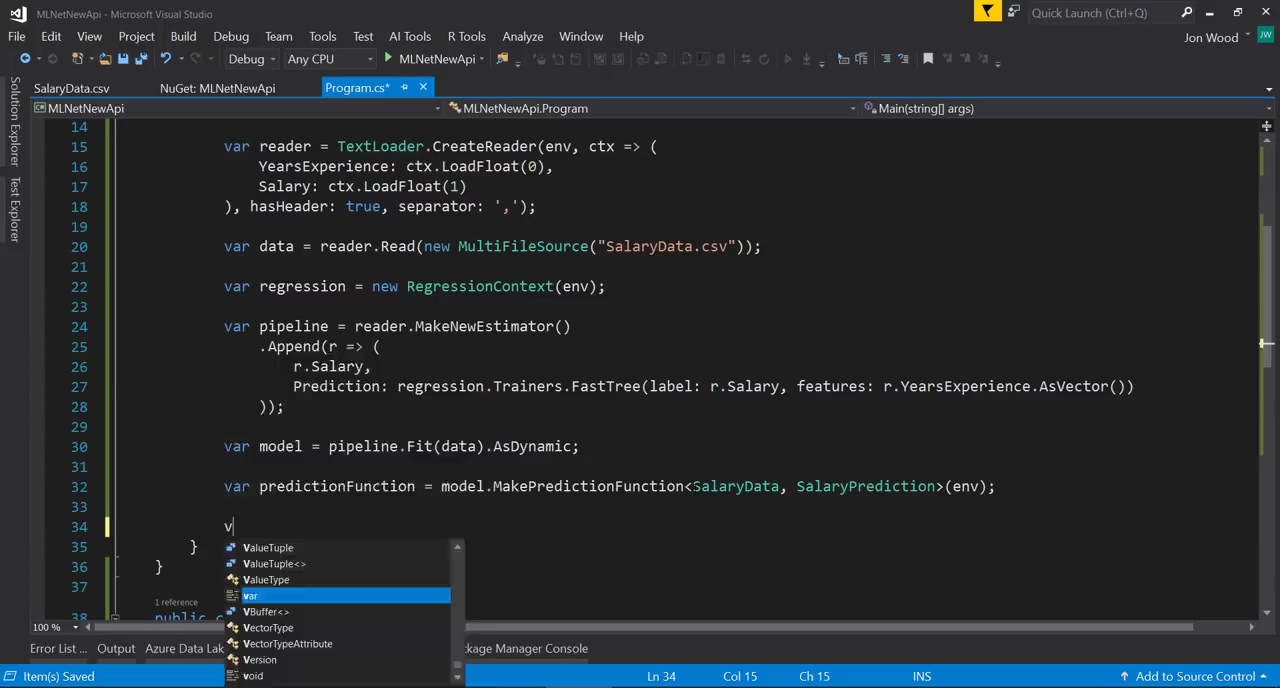 MLNetNewApi - Microsoft Visual Studio
Quick Launch (Ctrl+Q)
File Edit View Project Build Debug Team Tools Test AI Tools R Tools Analyze Window Help
Jon Wood JW
Debug Any CPU MLNetNewApi
SalaryData.csv NuGet: MLNetNewApi Program.cs*
MLNetNewApi MLNetNewApi.Program Main(string[] args)
Solution Explorer
Test Explorer
14
15 var reader = TextLoader.CreateReader(env, ctx => (
16 YearsExperience: ctx.LoadFloat(0),
17 Salary: ctx.LoadFloat(1)
18 ), hasHeader: true, separator: ',');
19
20 var data = reader.Read(new MultiFileSource("SalaryData.csv"));
21
22 var regression = new RegressionContext(env);
23
24 var pipeline = reader.MakeNewEstimator()
25 .Append(r => (
26 r.Salary,
27 Prediction: regression.Trainers.FastTree(label: r.Salary, features: r.YearsExperience.AsVector())
28 ));
29
30 var model = pipeline.Fit(data).AsDynamic;
31
32 var predictionFunction = model.MakePredictionFunction<SalaryData, SalaryPrediction>(env);
33
34 v
35 }
36 }
37
1 reference
38 public c
ValueTuple
ValueTuple<>
ValueType
var
VBuffer<>
VectorType
VectorTypeAttribute
Version
void
100 %
Error List ... Output Azure Data Lak ckage Manager Console
Item(s) Saved Ln 34 Col 15 Ch 15 INS Add to Source Control